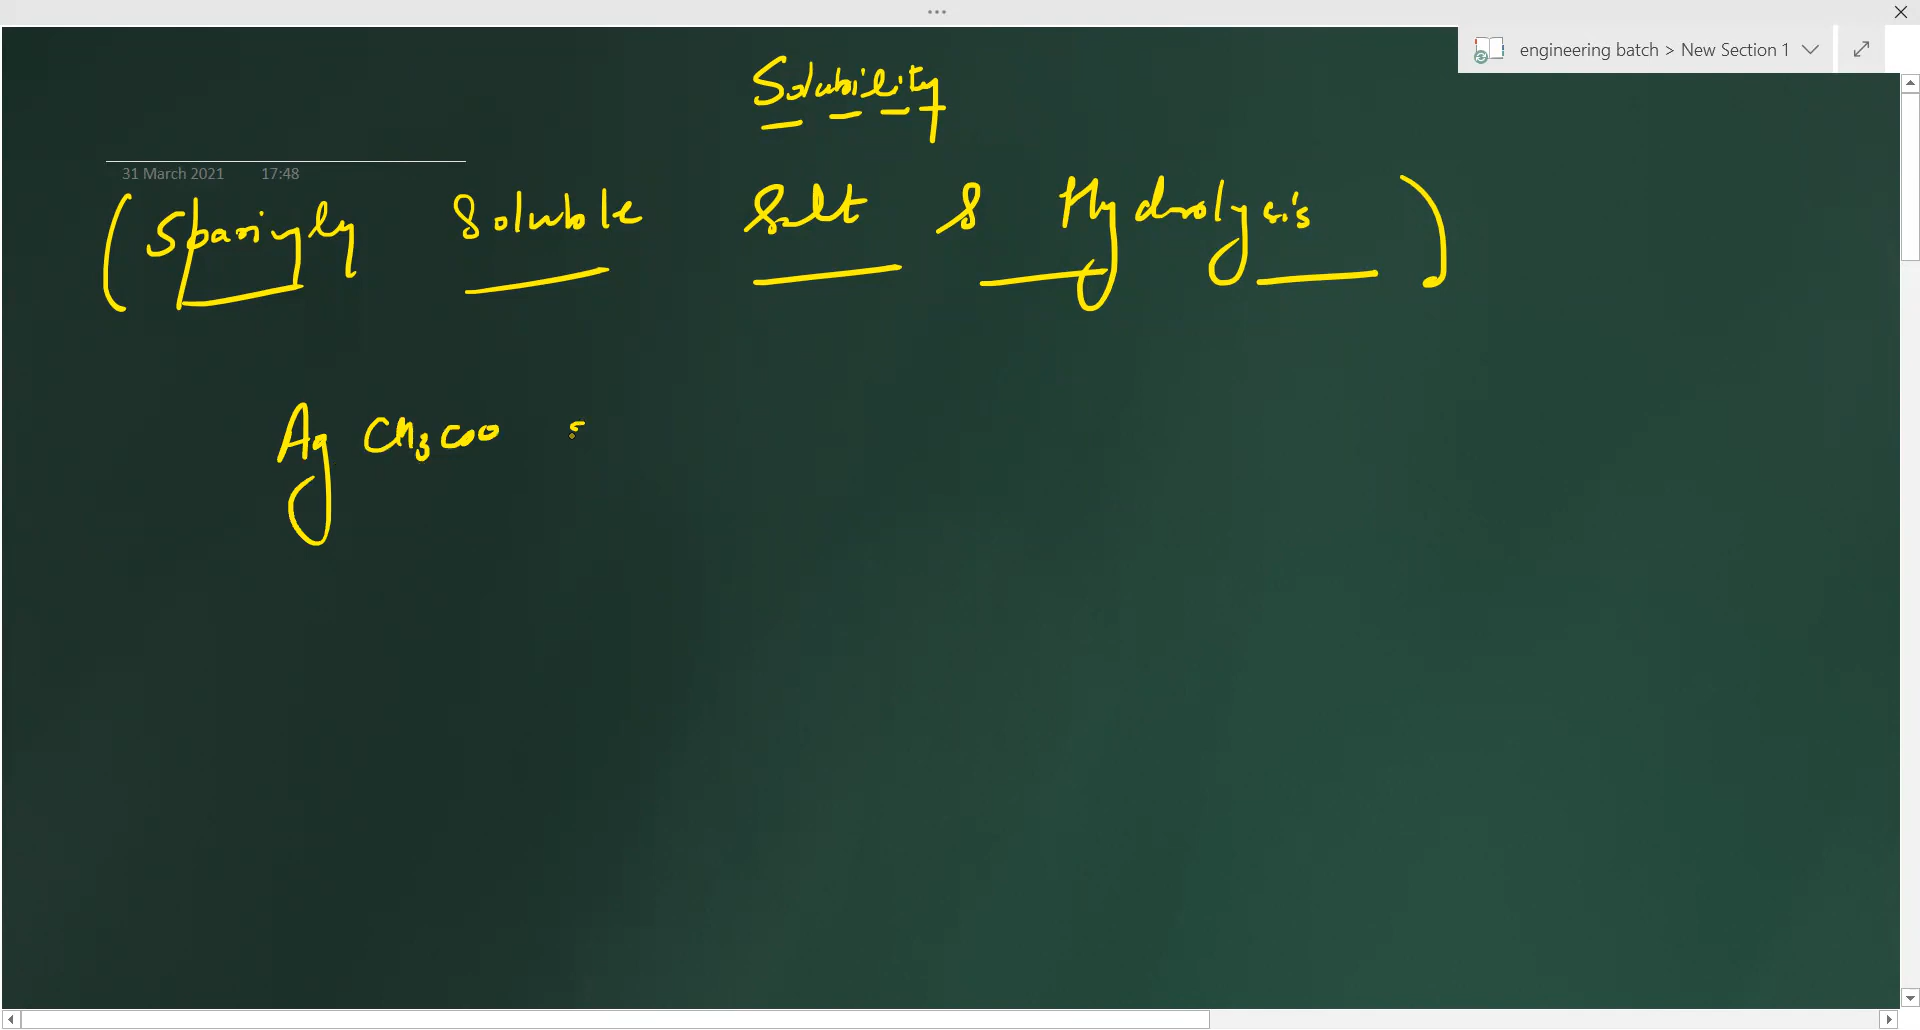 engineering batch > New Section 1
Solubility
31 March 2021 17:48
(Sparingly Soluble Salt & Hydrolysis)
Ag CH3COO